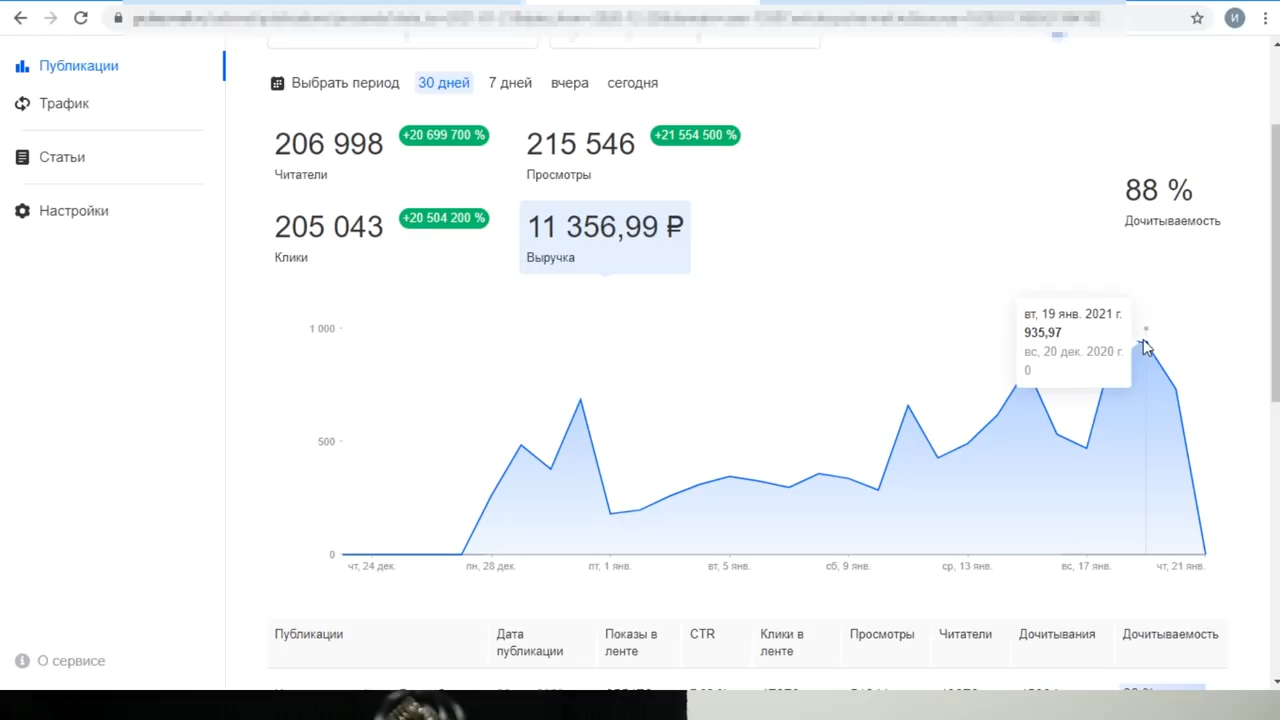 Публикации
Трафик
Статьи
Настройки
О сервисе
Выбрать период 30 дней 7 дней вчера сегодня
206 998 +20 699 700 %
Читатели
215 546 +21 554 500 %
Просмотры
88 %
Дочитываемость
205 043 +20 504 200 %
Клики
11 356,99 ₽
Выручка
вт, 19 янв. 2021 г.
935,97
вс, 20 дек. 2020 г.
0
1 000
500
0
чт, 24 дек. пн, 28 дек. пт, 1 янв. вт, 5 янв. сб, 9 янв. ср, 13 янв. вс, 17 янв. чт, 21 янв.
Публикации
Дата
публикации
Показы в
ленте
CTR
Клики в
ленте
Просмотры
Читатели
Дочитывания
Дочитываемость
И